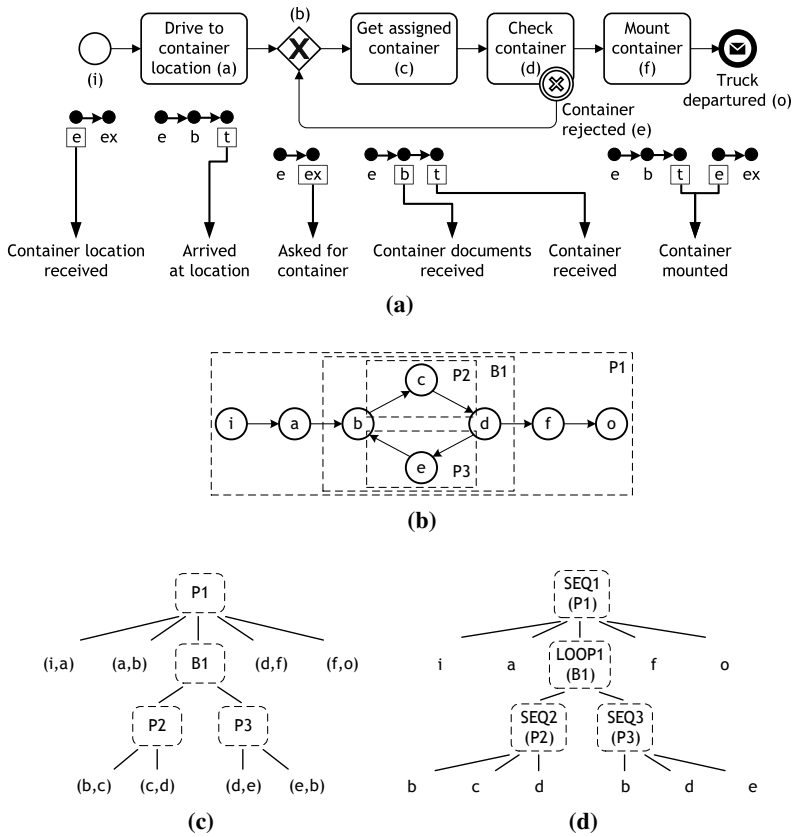 (b)
Drive to
container
location (a)
Get assigned
container
(c)
Check
container
(d)
Mount
container
(f)
(i)
Truck
departured (o)
Container
rejected (e)
e ex
e b t
e ex
e b t
e b t
e ex
Container location
received
Arrived
at location
Asked for
container
Container documents
received
Container
received
Container
mounted
(a)
P1
B1
P2
c
i a b d f o
e
P3
(b)
P1
(i,a) (a,b) B1 (d,f) (f,o)
P2 P3
(b,c) (c,d) (d,e) (e,b)
(c)
SEQ1
(P1)
i a LOOP1
(B1) f o
SEQ2
(P2)
SEQ3
(P3)
b c d b d e
(d)